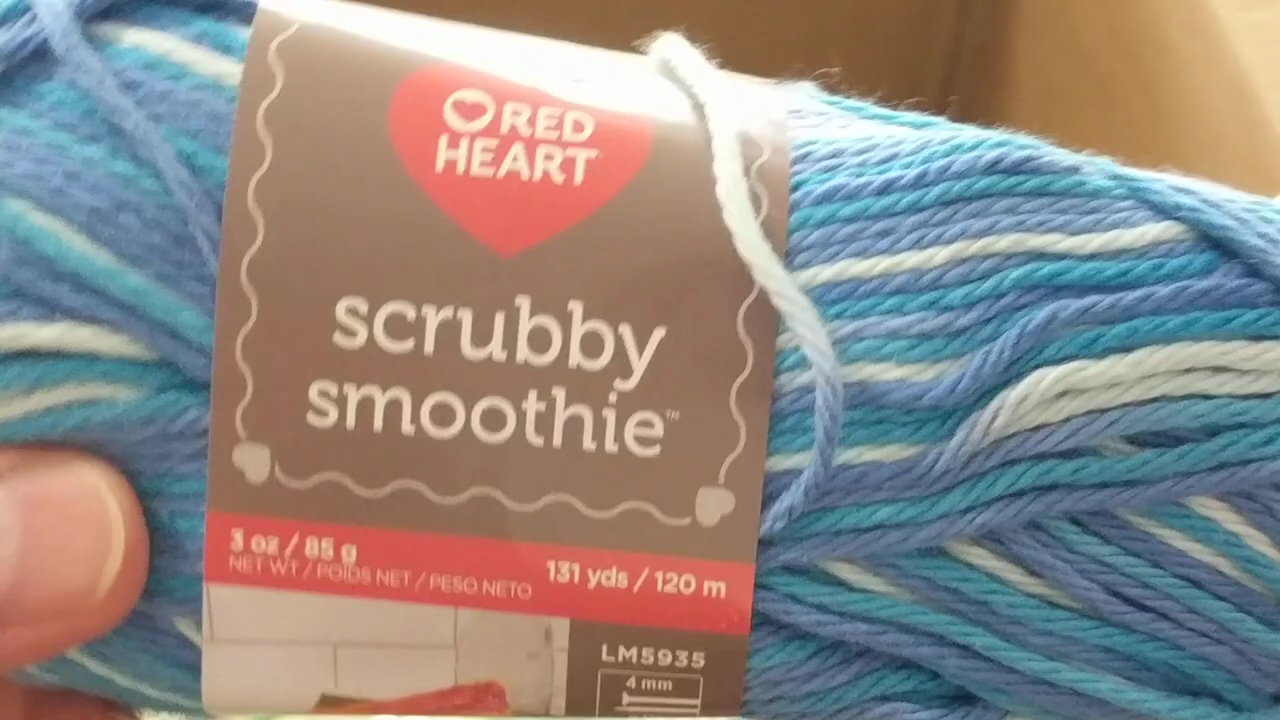 RED
HEART
scrubby
smoothie™
3 oz / 85 g
NET WT / POIDS NET / PESO NETO
131 yds / 120 m
LM5935
4 mm